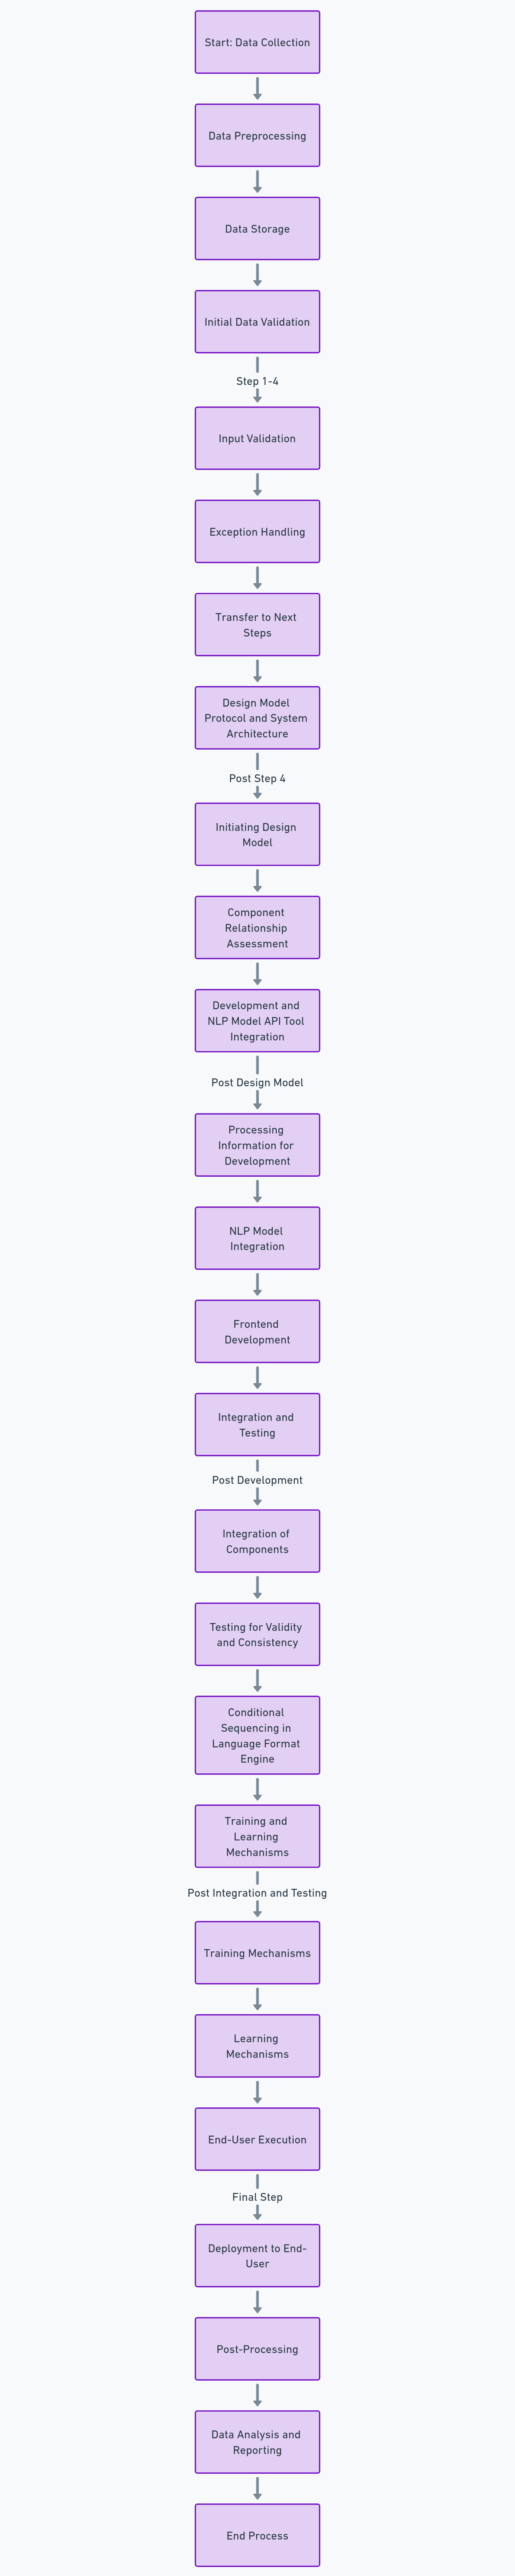 Start: Data Collection
Data Preprocessing
Data Storage
Initial Data Validation
Step 1-4
Input Validation
Exception Handling
Transfer to Next
Steps
Design Model
Protocol and System
Architecture
Post Step 4
Initiating Design
Model
Component
Relationship
Assessment
Development and
NLP Model API Tool
Integration
Post Design Model
Processing
Information for
Development
NLP Model
Integration
Frontend
Development
Integration and
Testing
Post Development
Integration of
Components
Testing for Validity
and Consistency
Conditional
Sequencing in
Language Format
Engine
Training and
Learning
Mechanisms
Post Integration and Testing
Training Mechanisms
Learning
Mechanisms
End-User Execution
Final Step
Deployment to End-
User
Post-Processing
Data Analysis and
Reporting
End Process